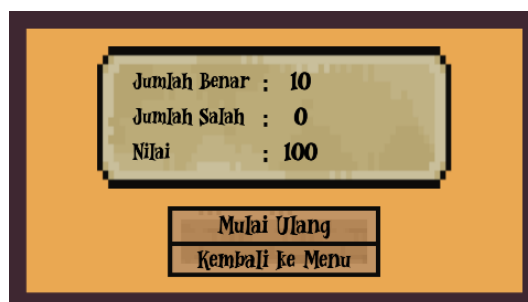 Jumlah Benar : 10
Jumlah Salah : 0
Nilai : 100
Mulai Ulang
Kembali ke Menu